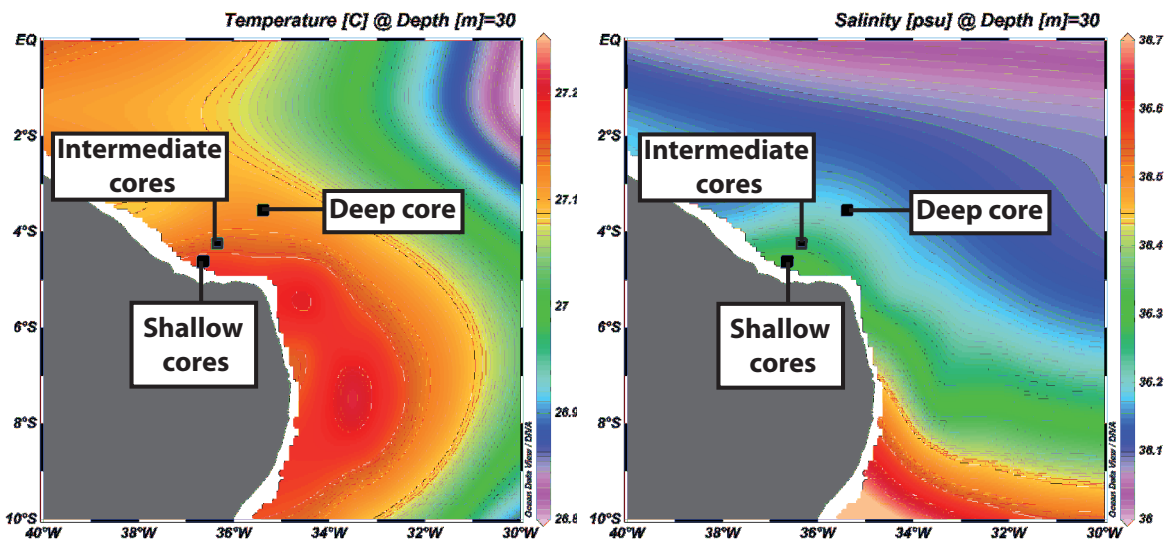 Temperature [C] @ Depth [m]=30
EQ
2°S
4°S
6°S
8°S
10°S
40°W
38°W
36°W
34°W
32°W
30°W
Intermediate
cores
Deep core
Shallow
cores
27.2
27.1
27
26.9
26.8
Ocean Data View / DIVA
Salinity [psu] @ Depth [m]=30
EQ
2°S
4°S
6°S
8°S
10°S
40°W
38°W
36°W
34°W
32°W
30°W
Intermediate
cores
Deep core
Shallow
cores
36.7
36.6
36.5
36.4
36.3
36.2
36.1
36
Ocean Data View / DIVA